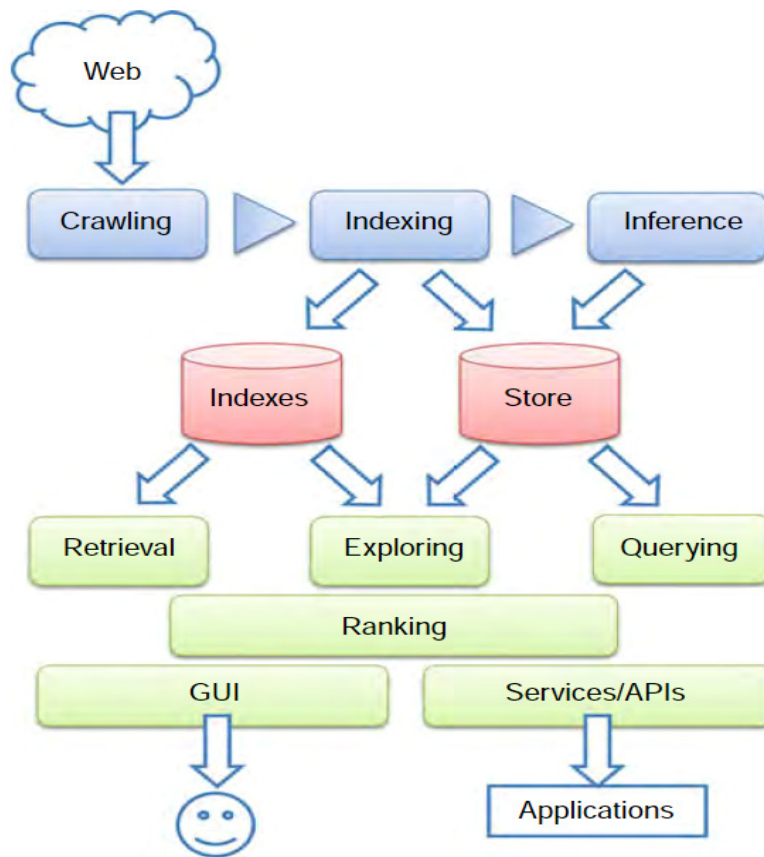 Web
Crawling
Indexing
Inference
Indexes
Store
Retrieval
Exploring
Querying
Ranking
GUI
Services/APIs
Applications